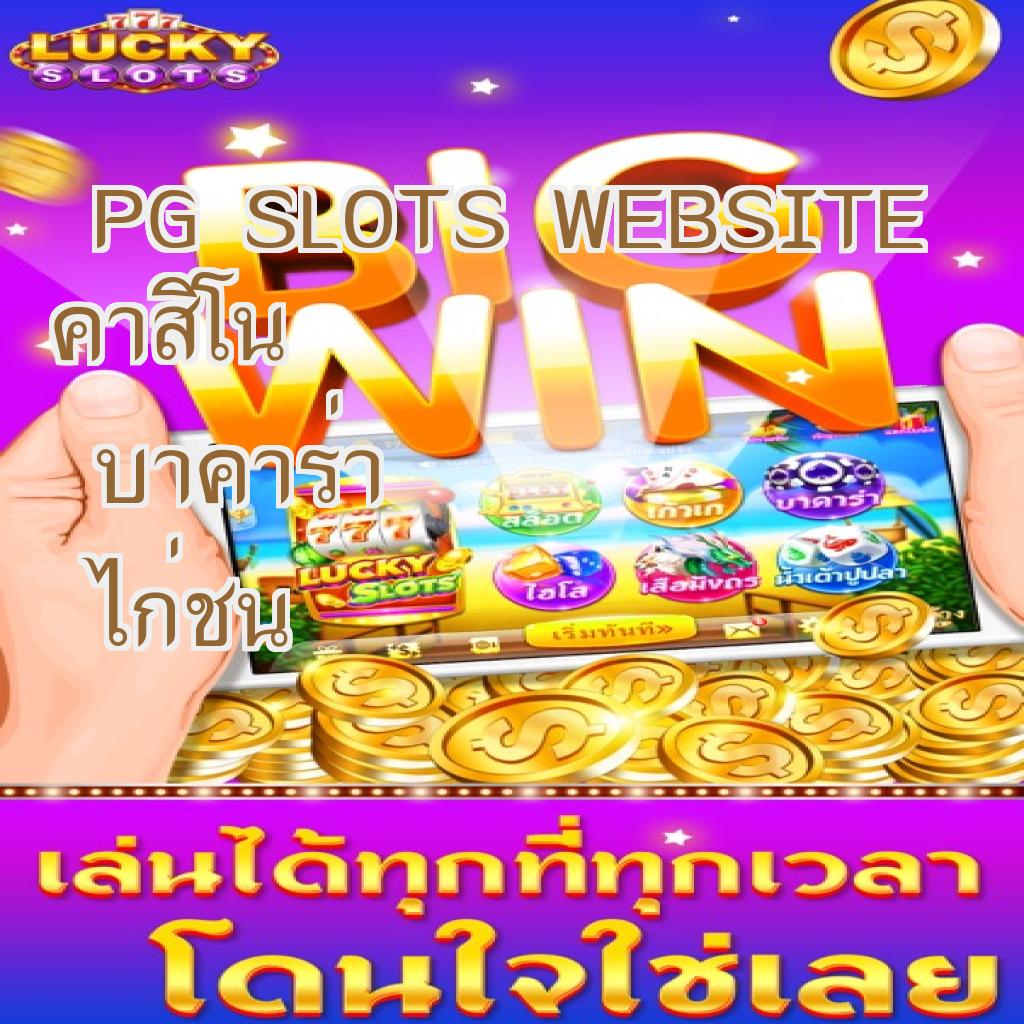 777
LUCKY
SLOTS
BIG
PG SLOTS WEBSITE
WIN
คาสิโน
บาคาร่า
ไก่ชน
สล็อต
เก้าเก
บาคาร่า
777
LUCKY
SLOTS
ไฮโล
เสือมังกร
น้ำเต้าปูปลา
เริ่มทันที»
เล่นได้ทุกที่ทุกเวลา
โดนใจใช่เลย